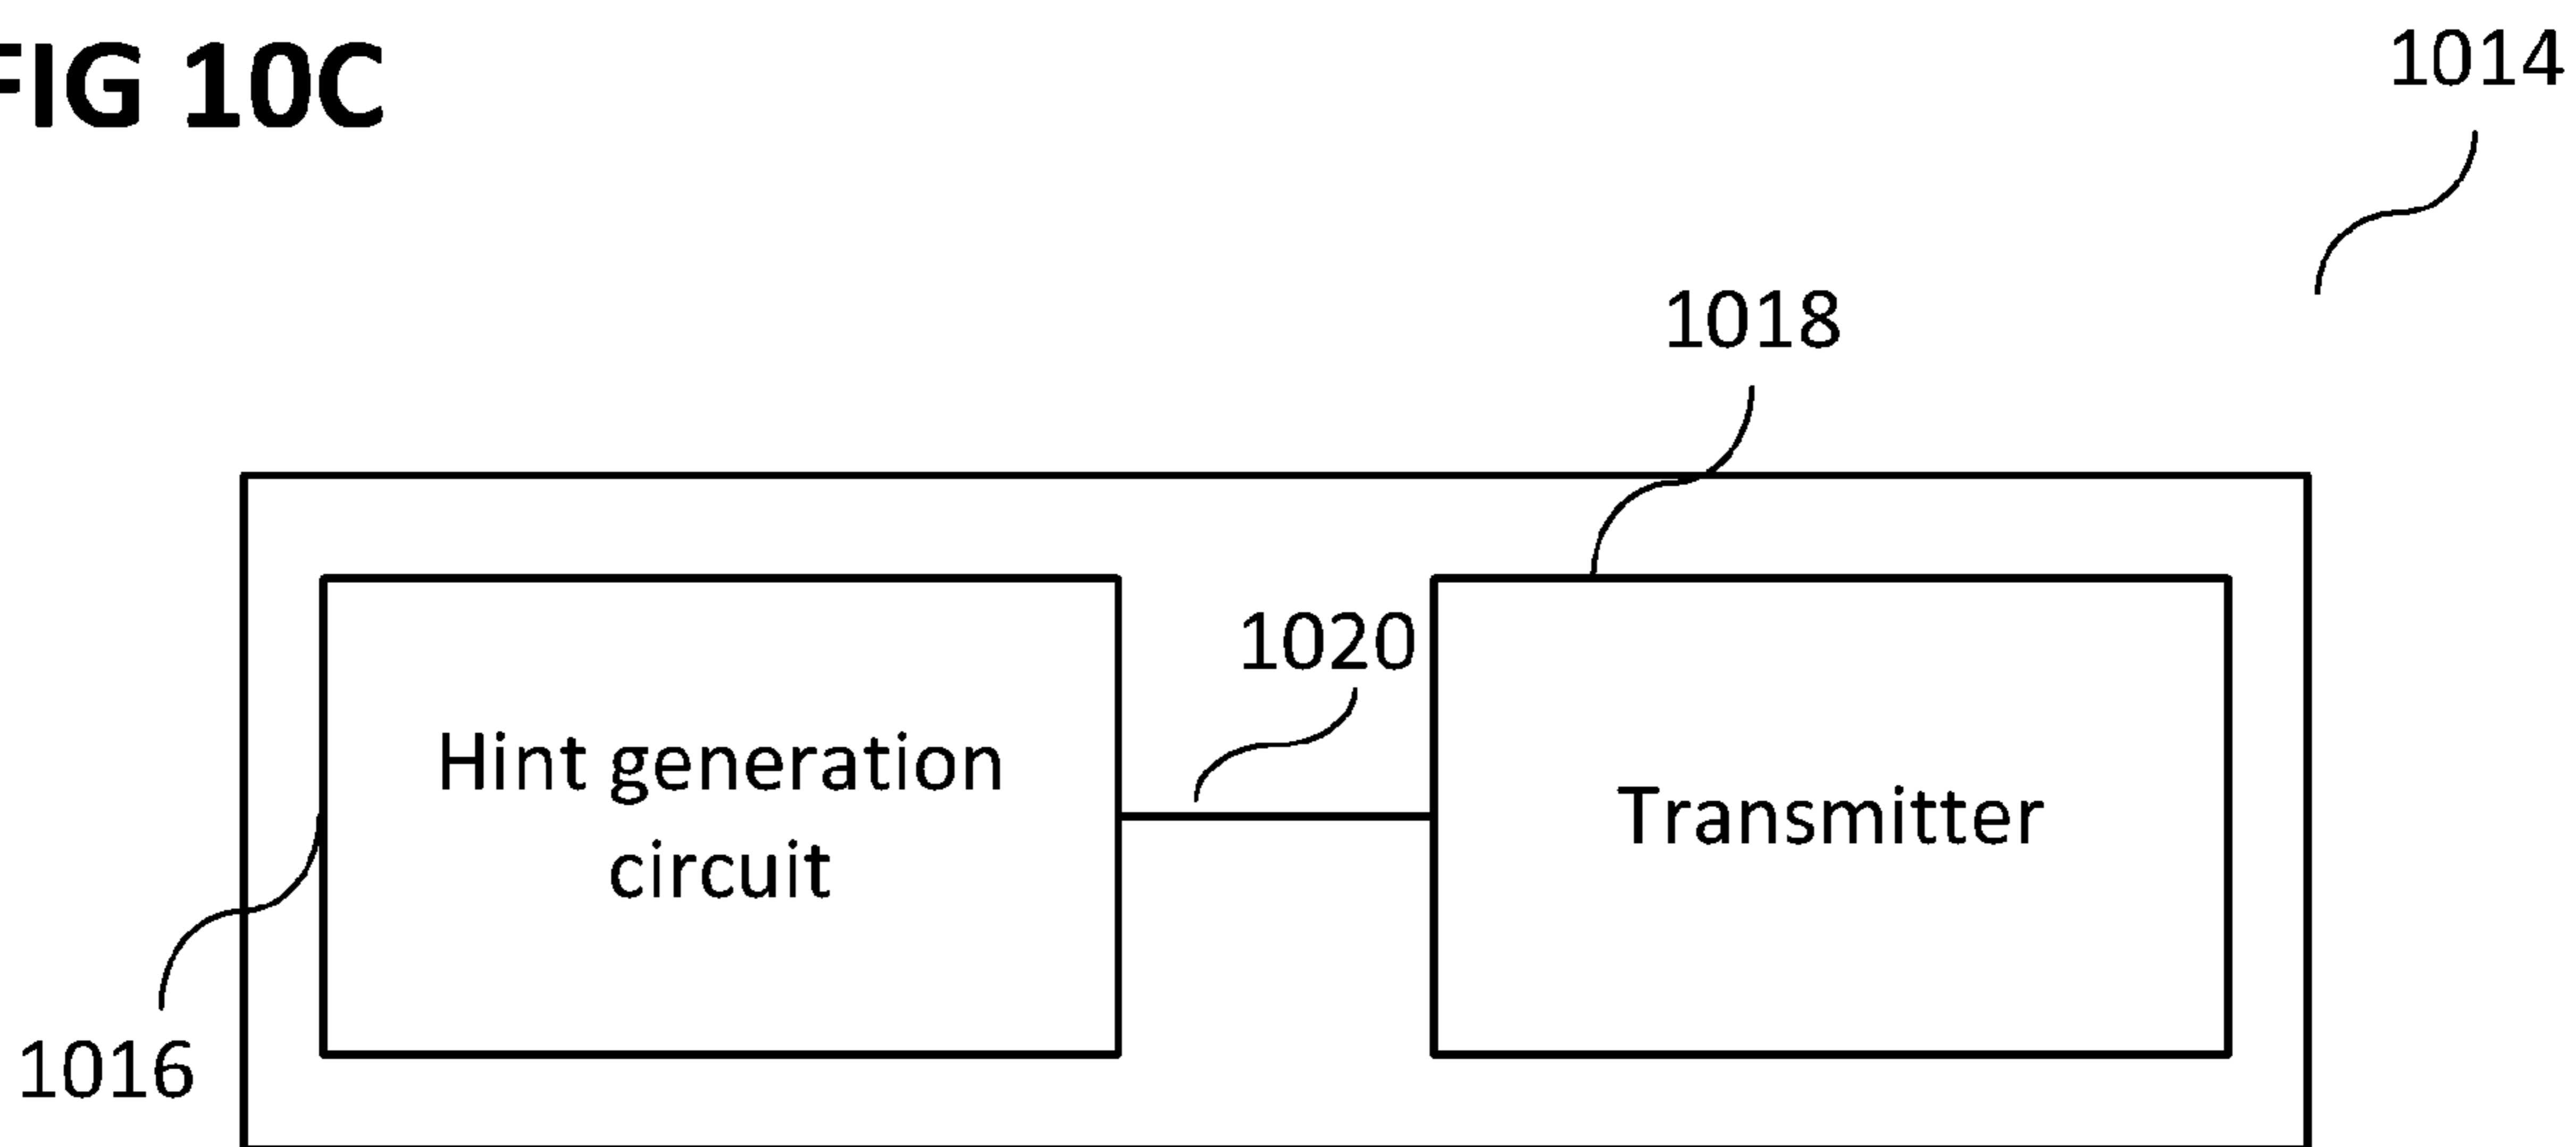 FIG 10C
1014
1018
1020
Hint generation
circuit
Transmitter
1016